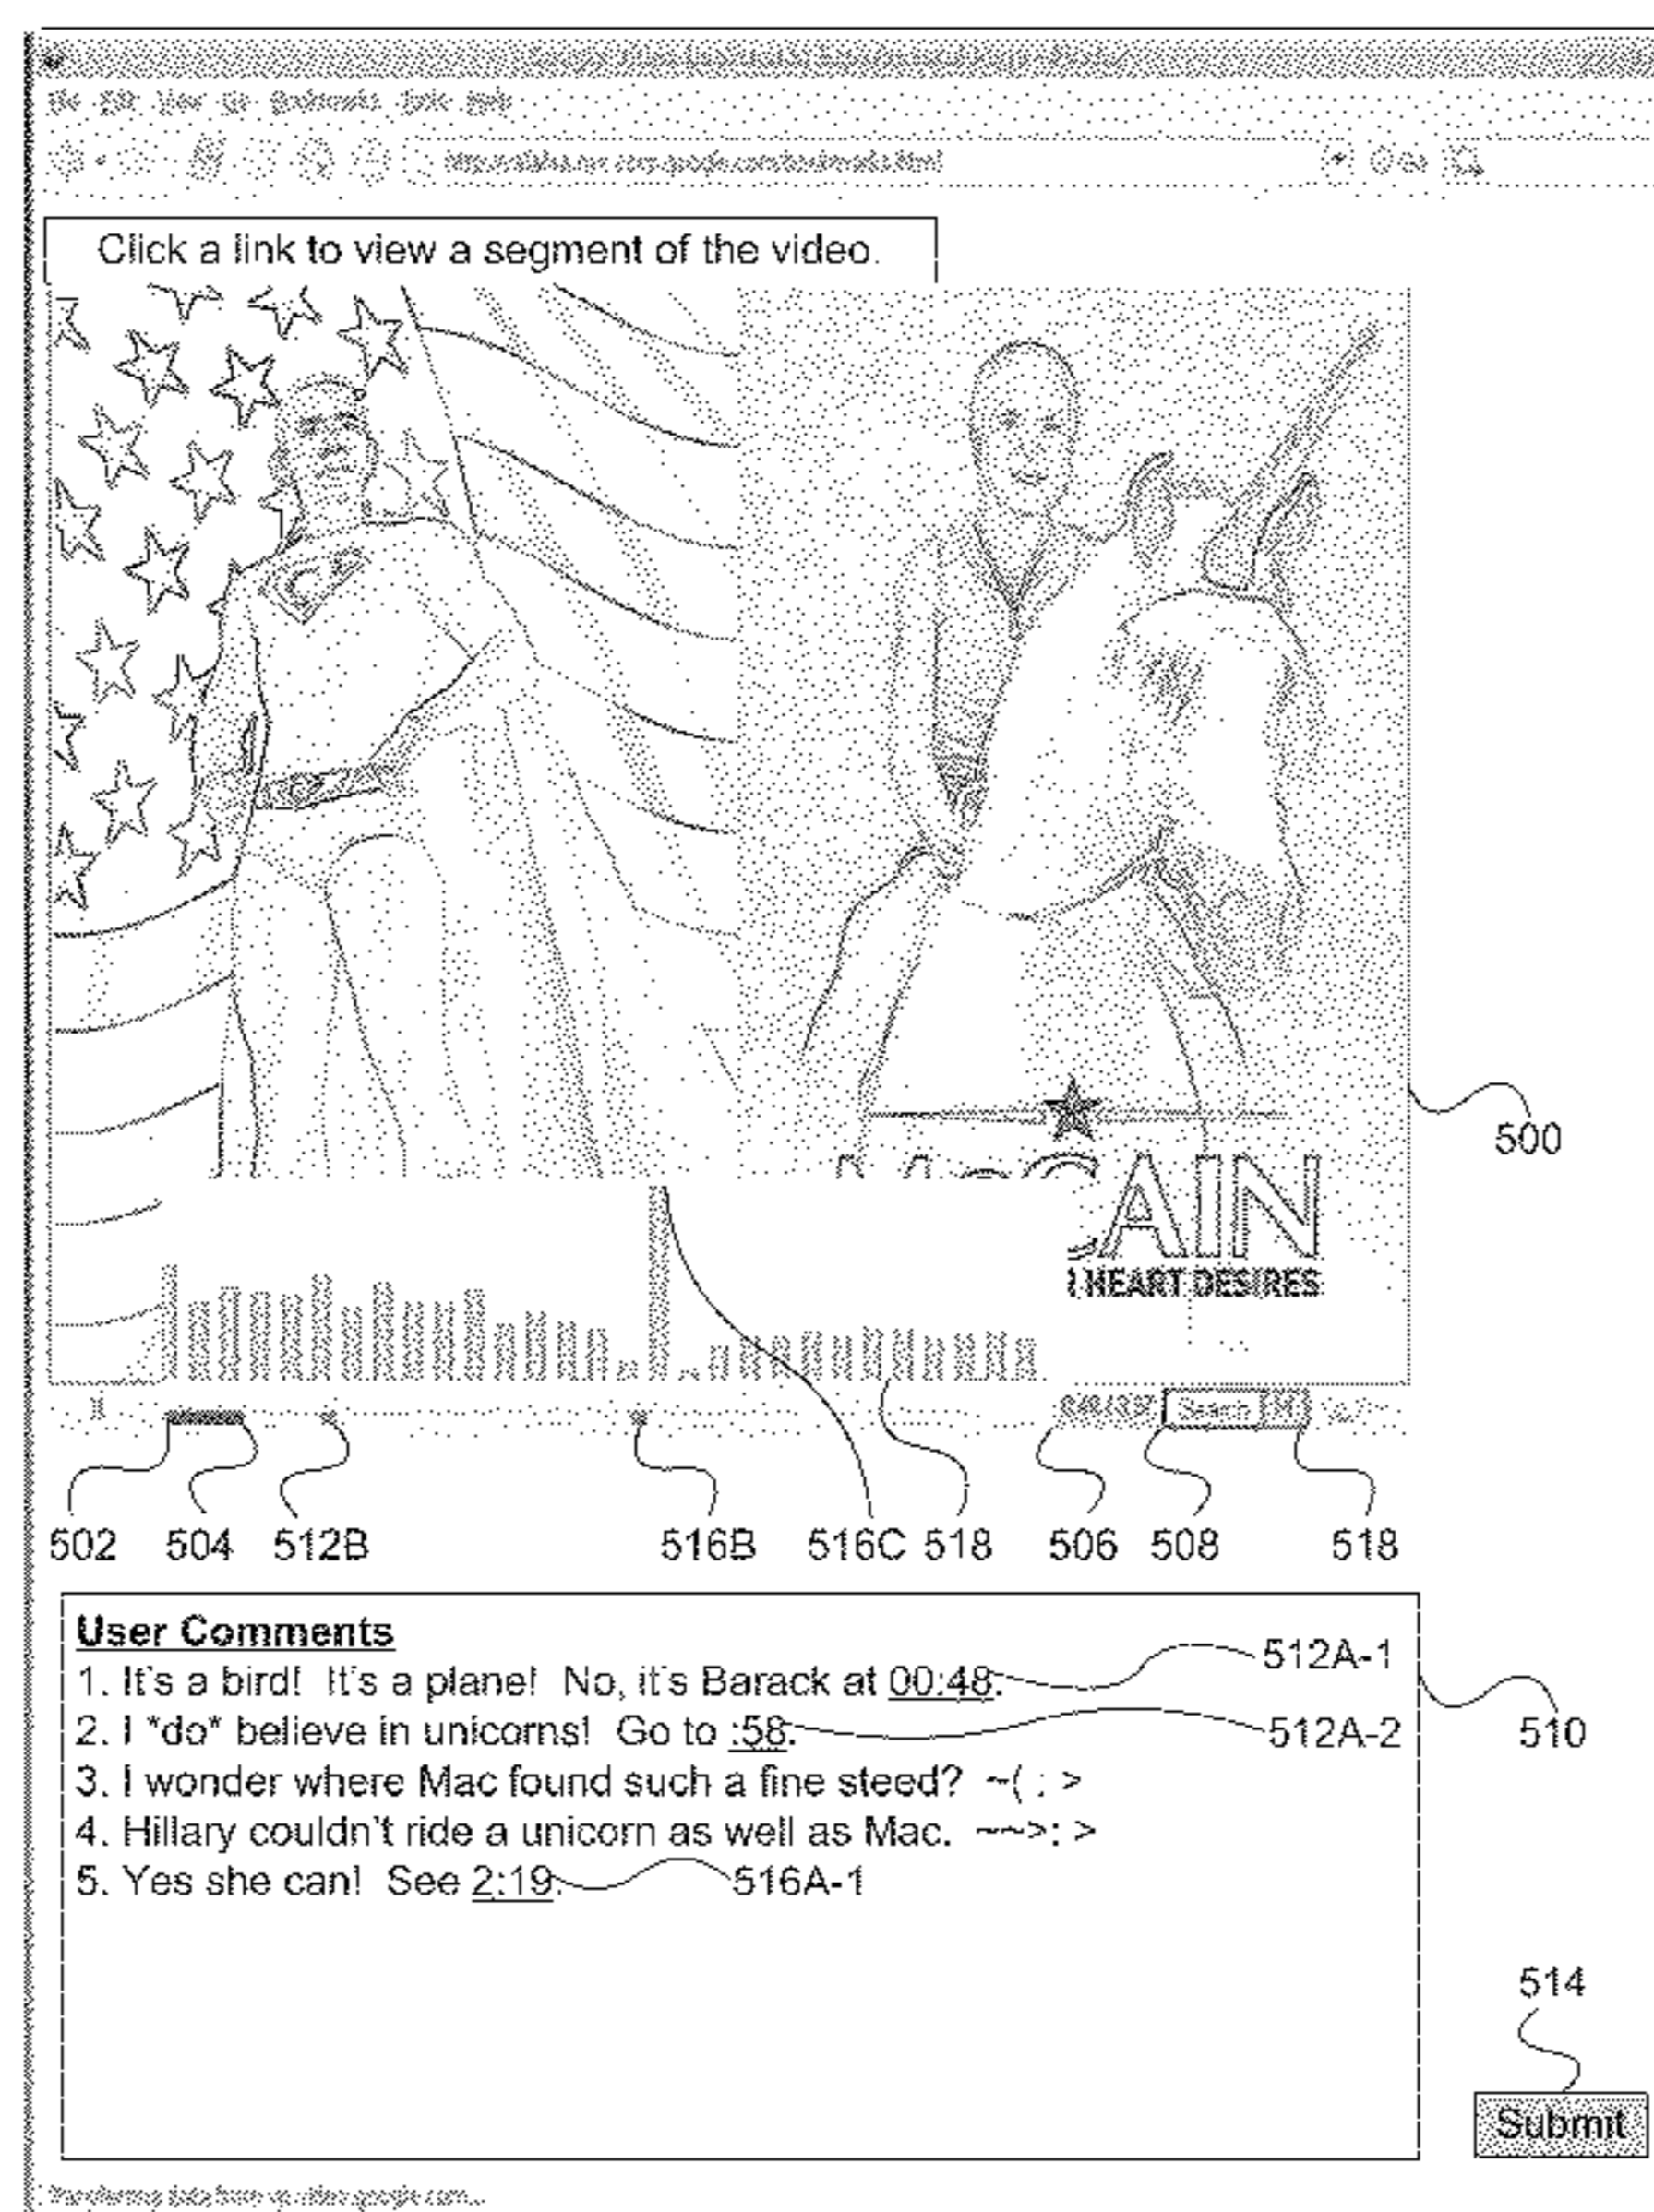 Click a link to view a segment of the video.
500
CAIN
HEART DESIRES
Search
502 504 512B 516B 516C 518 506 508 518
User Comments
1. It's a bird! It's a plane! No, it's Barack at 00:48. 512A-1
2. I *do* believe in unicorns! Go to :58. 512A-2 510
3. I wonder where Mac found such a fine steed? ~( ; >
4. Hillary couldn't ride a unicorn as well as Mac. ~~>: >
5. Yes she can! See 2:19. 516A-1
514
Submit